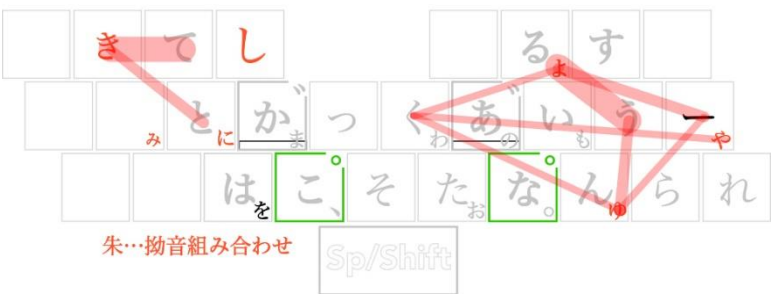 き て し る す よ
と か ゛ っ く あ ゛ い う ー
み に ま わ の も や
は こ ゜ そ た な ゜ ん ら れ
を 、 お 。 ゅ
朱…拗音組み合わせ
Sp/Shift